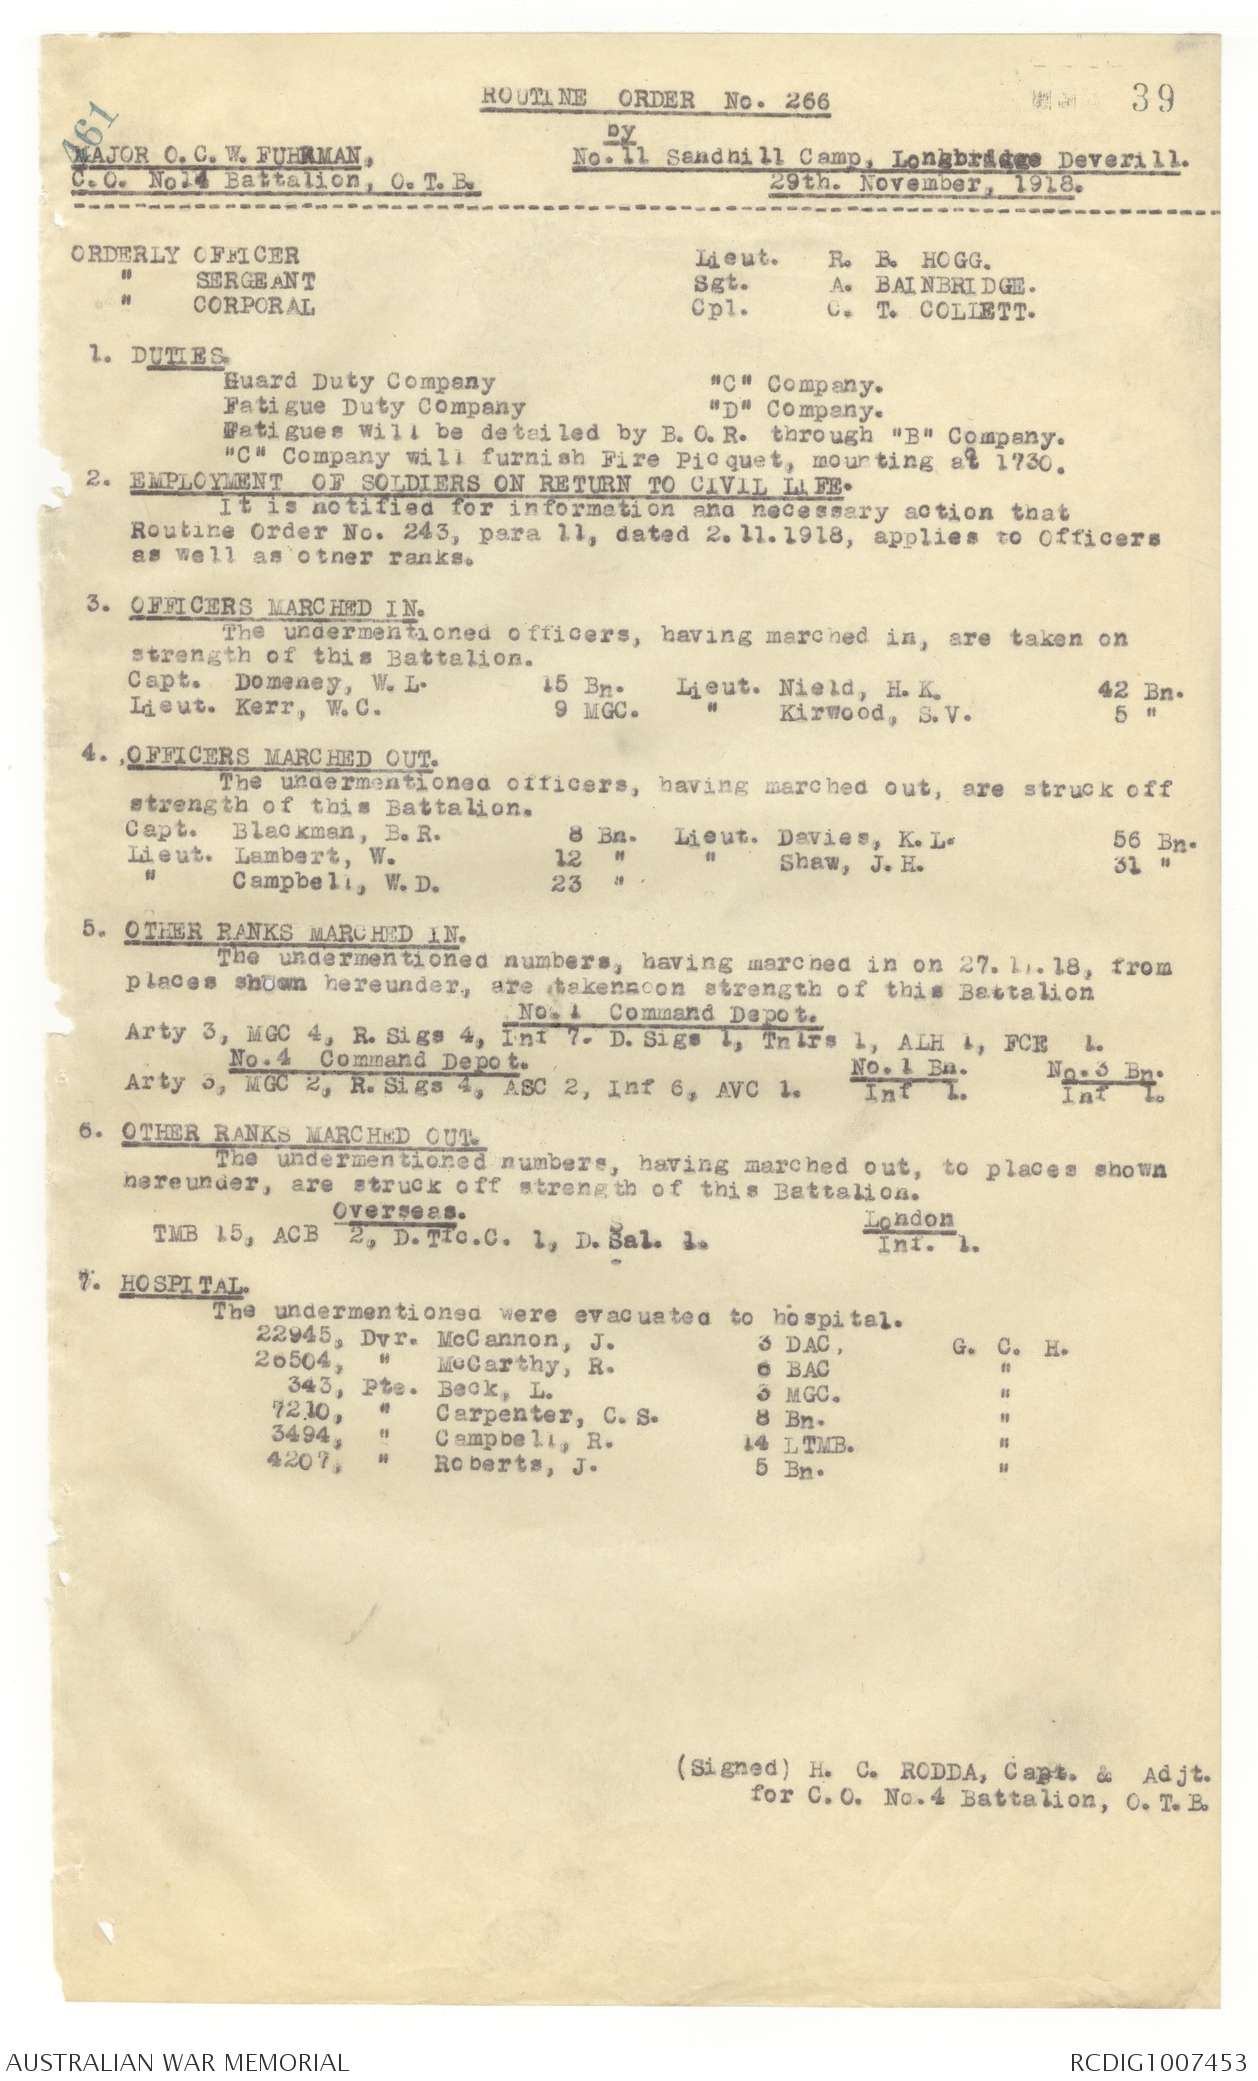 461
39
ROUTINE ORDER No. 266
by
MAJOR O. C. W. FUHRMAN, No. 11 Sandhill Camp, Longbridge Deverill.
C. O. No 14 Battalion, O. T. B. 29th. November, 1918.
ORDERLY OFFICER Lieut. R. B. HOGG.
" SERGEANT Sgt. A. BAINBRIDGE.
" CORPORAL Cpl. C. T. COLLETT.
1. DUTIES.
Guard Duty Company "C" Company.
Fatigue Duty Company "D" Company.
Fatigues will be detailed by B. O. R. through "B" Company.
"C" Company will furnish Fire Picquet, mounting at 1730.
2. EMPLOYMENT OF SOLDIERS ON RETURN TO CIVIL LIFE.
It is notified for information and necessary action that
Routine Order No. 243, para 11, dated 2.11.1918, applies to Officers
as well as other ranks.
3. OFFICERS MARCHED IN.
The undermentioned officers, having marched in, are taken on
strength of this Battalion.
Capt. Domeney, W. L. 15 Bn. Lieut. Nield, H. K. 42 Bn.
Lieut. Kerr, W. C. 9 MGC. " Kirwood, S. V. 5 "
4. OFFICERS MARCHED OUT.
The undermentioned officers, having marched out, are struck off
strength of this Battalion.
Capt. Blackman, B. R. 8 Bn. Lieut. Davies, K. L. 56 Bn.
Lieut. Lambert, W. 12 " " Shaw, J. H. 31 "
" Campbell, W. D. 23 "
5. OTHER RANKS MARCHED IN.
The undermentioned numbers, having marched in on 27.11.18, from
places shown hereunder, are takennoon strength of this Battalion
No. 1 Command Depot.
Arty 3, MGC 4, R. Sigs 4, Inf 7. D. Sigs 1, Tnlrs 1, ALH 1, FCE 1.
No. 4 Command Depot. No. 1 Bn. No. 3 Bn.
Arty 3, MGC 2, R. Sigs 4, ASC 2, Inf 6, AVC 1. Inf 1. Inf 1.
6. OTHER RANKS MARCHED OUT.
The undermentioned numbers, having marched out, to places shown
hereunder, are struck off strength of this Battalion.
Overseas. London
TMB 15, ACB 2, D. Tfc. C. 1, D. Sal. 1. Inf. 1.
7. HOSPITAL.
The undermentioned were evacuated to hospital.
22945, Dvr. McCannon, J. 3 DAC, G. C. H.
26504, " McCarthy, R. 6 BAC "
343, Pte. Beck, L. 3 MGC. "
7210, " Carpenter, C. S. 8 Bn. "
3494, " Campbell, R. 14 LTMB. "
4207, " Roberts, J. 5 Bn. "
(Signed) H. C. RODDA, Capt. & Adjt.
for C. O. No. 4 Battalion, O. T. B.
AUSTRALIAN WAR MEMORIAL RCDIG1007453